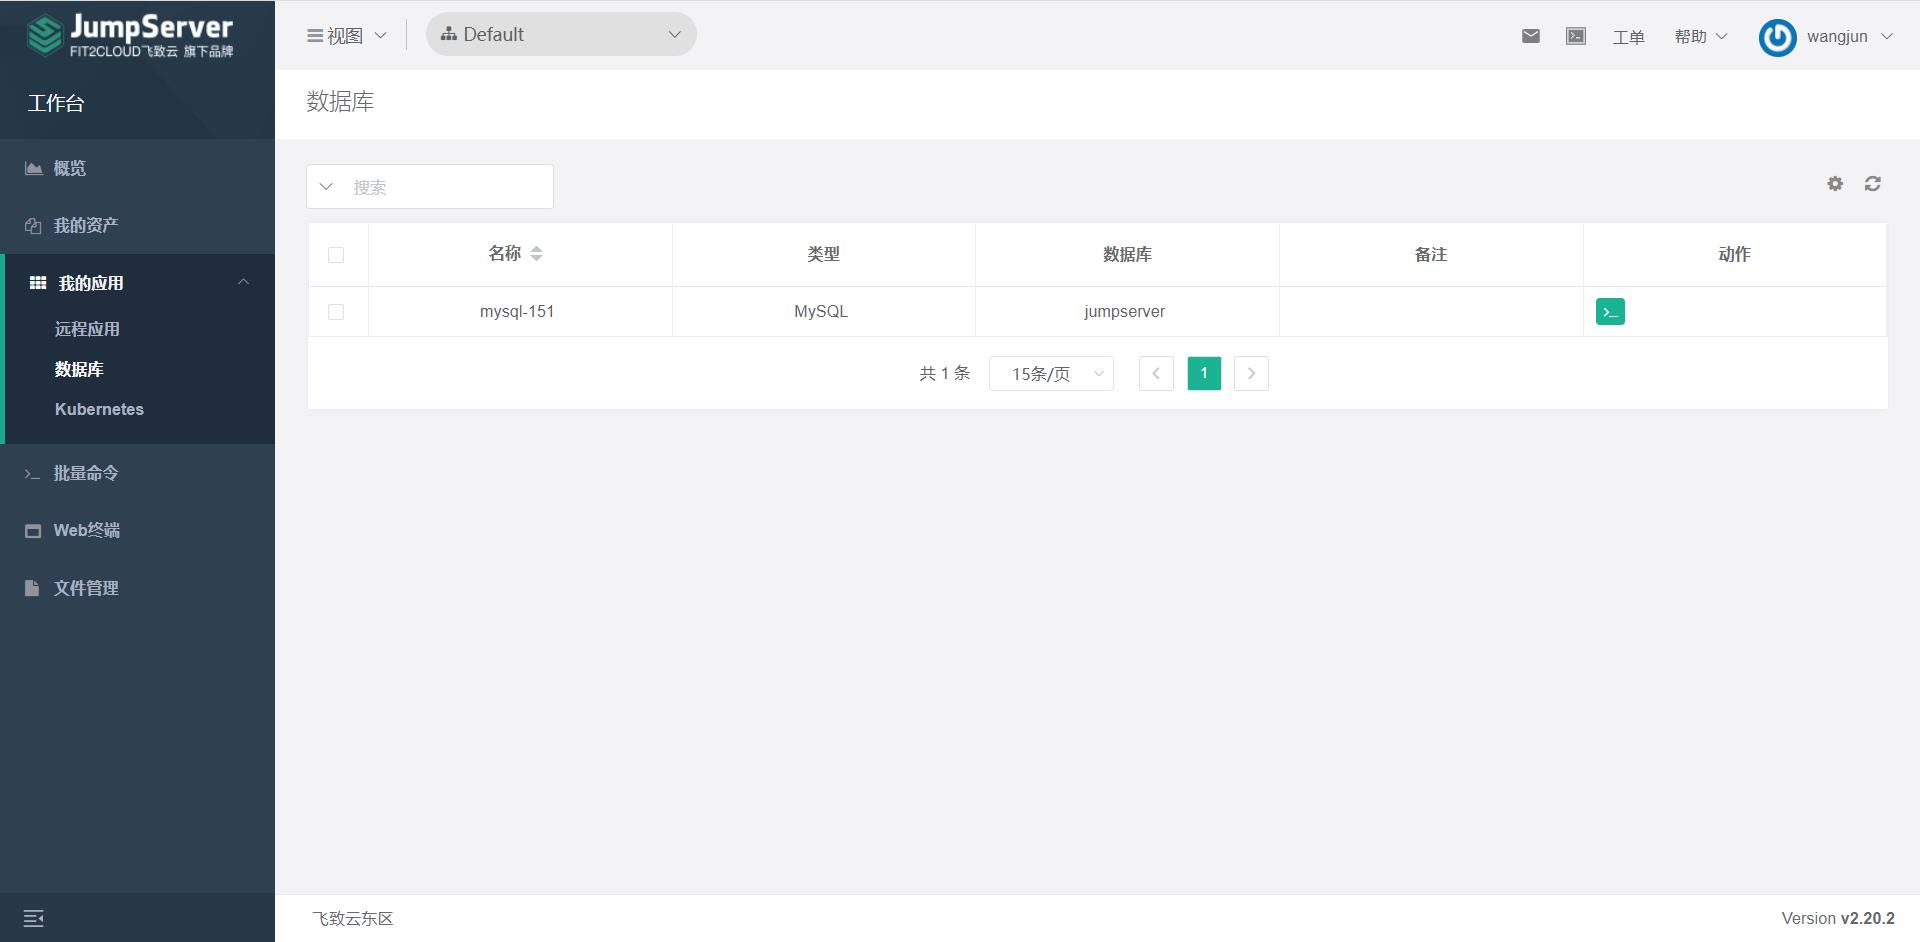 JumpServer
FIT2CLOUD飞致云 旗下品牌
视图
Default
工单
帮助
wangjun
工作台
数据库
概览
我的资产
我的应用
远程应用
数据库
Kubernetes
批量命令
Web终端
文件管理
搜索
名称 类型 数据库 备注 动作
mysql-151 MySQL jumpserver
共 1 条 15条/页 1
飞致云东区
Version v2.20.2